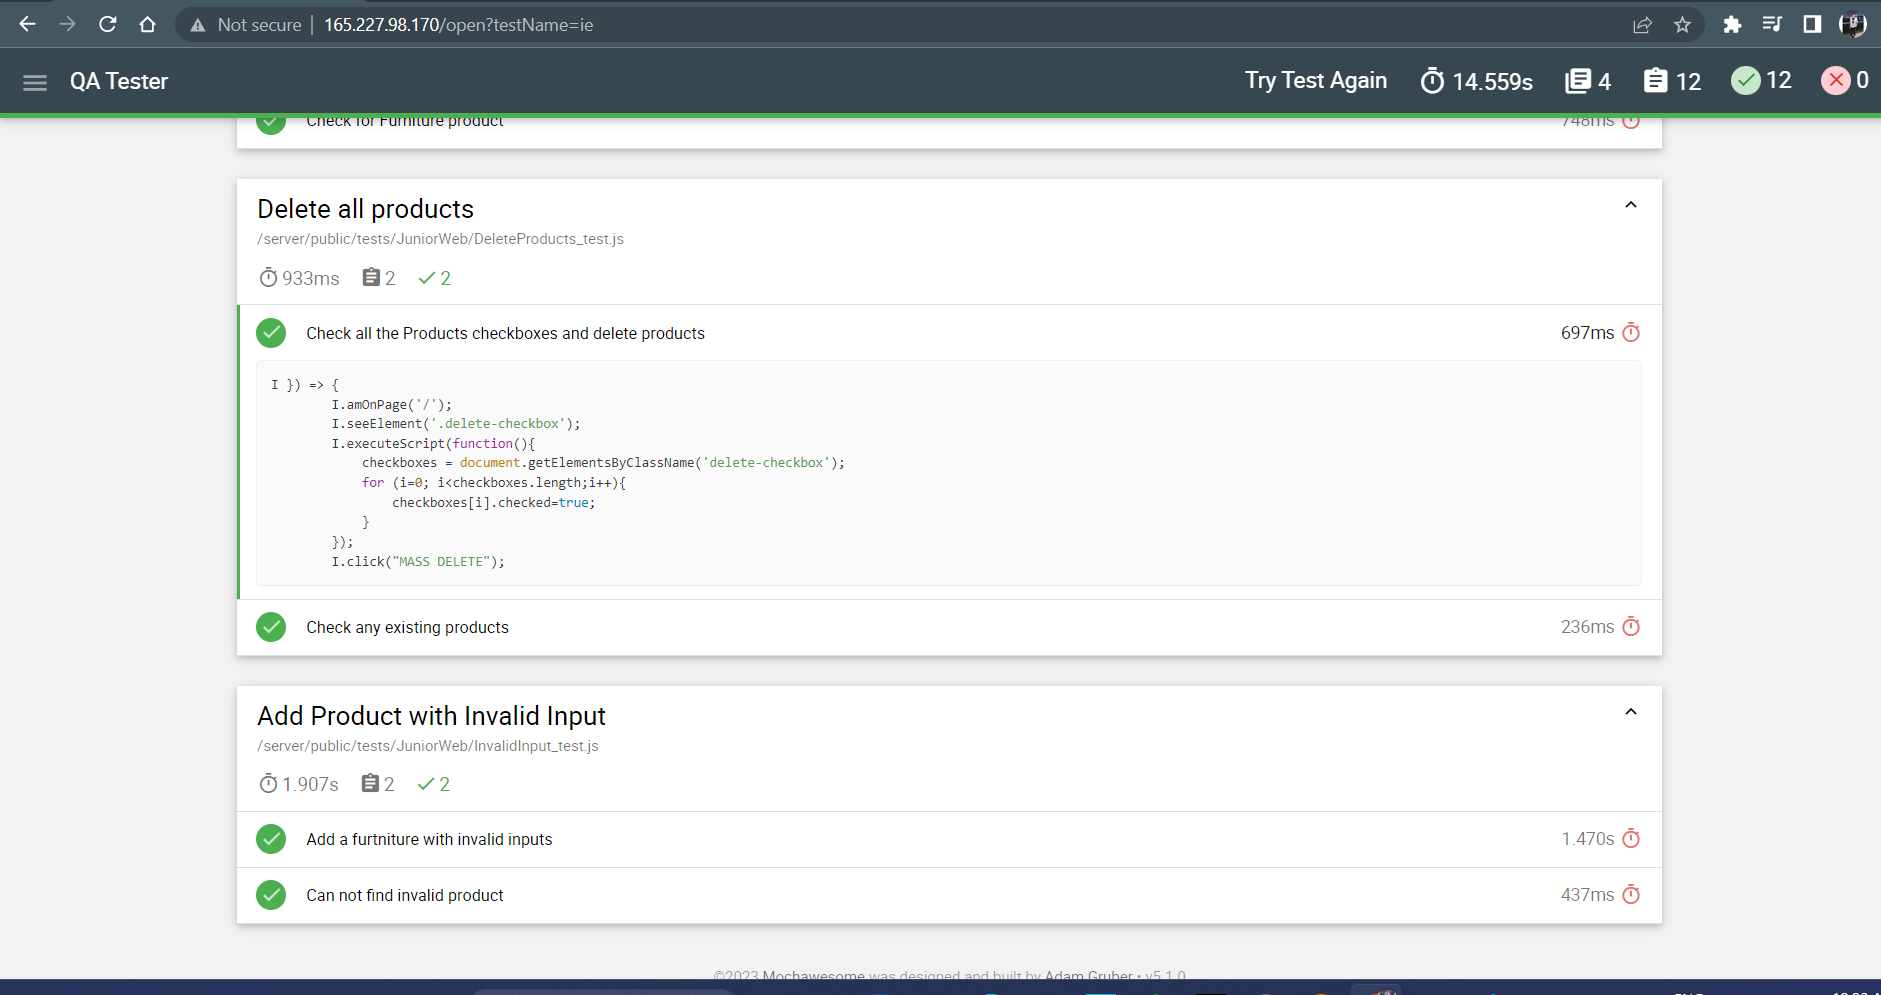 Not secure | 165.227.98.170/open?testName=ie
QA Tester
Try Test Again 14.559s 4 12 12 0
Check for Furniture product 748ms
Delete all products
/server/public/tests/JuniorWeb/DeleteProducts_test.js
933ms 2 2
Check all the Products checkboxes and delete products 697ms
I }) => {
I.amOnPage('/');
I.seeElement('.delete-checkbox');
I.executeScript(function(){
checkboxes = document.getElementsByClassName('delete-checkbox');
for (i=0; i<checkboxes.length;i++){
checkboxes[i].checked=true;
}
});
I.click("MASS DELETE");
Check any existing products 236ms
Add Product with Invalid Input
/server/public/tests/JuniorWeb/InvalidInput_test.js
1.907s 2 2
Add a furtniture with invalid inputs 1.470s
Can not find invalid product 437ms
©2023 Mochawesome was designed and built by Adam Gruber • v5.1.0